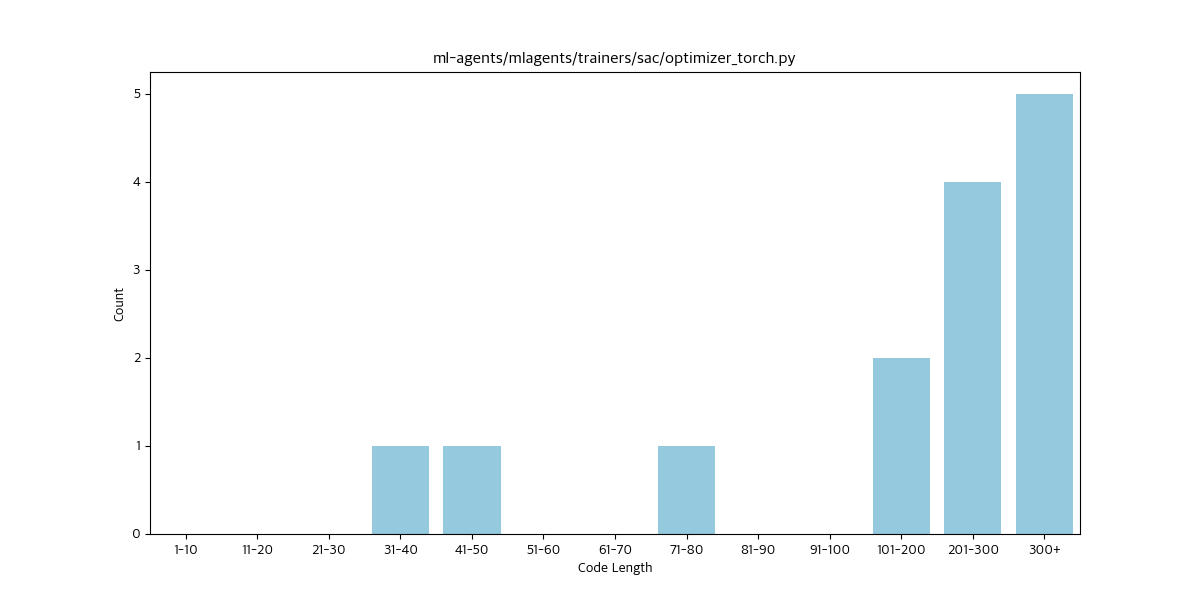 ml-agents/mlagents/trainers/sac/optimizer_torch.py
5
4
3
2
1
0
Count
1-10 11-20 21-30 31-40 41-50 51-60 61-70 71-80 81-90 91-100 101-200 201-300 300+
Code Length